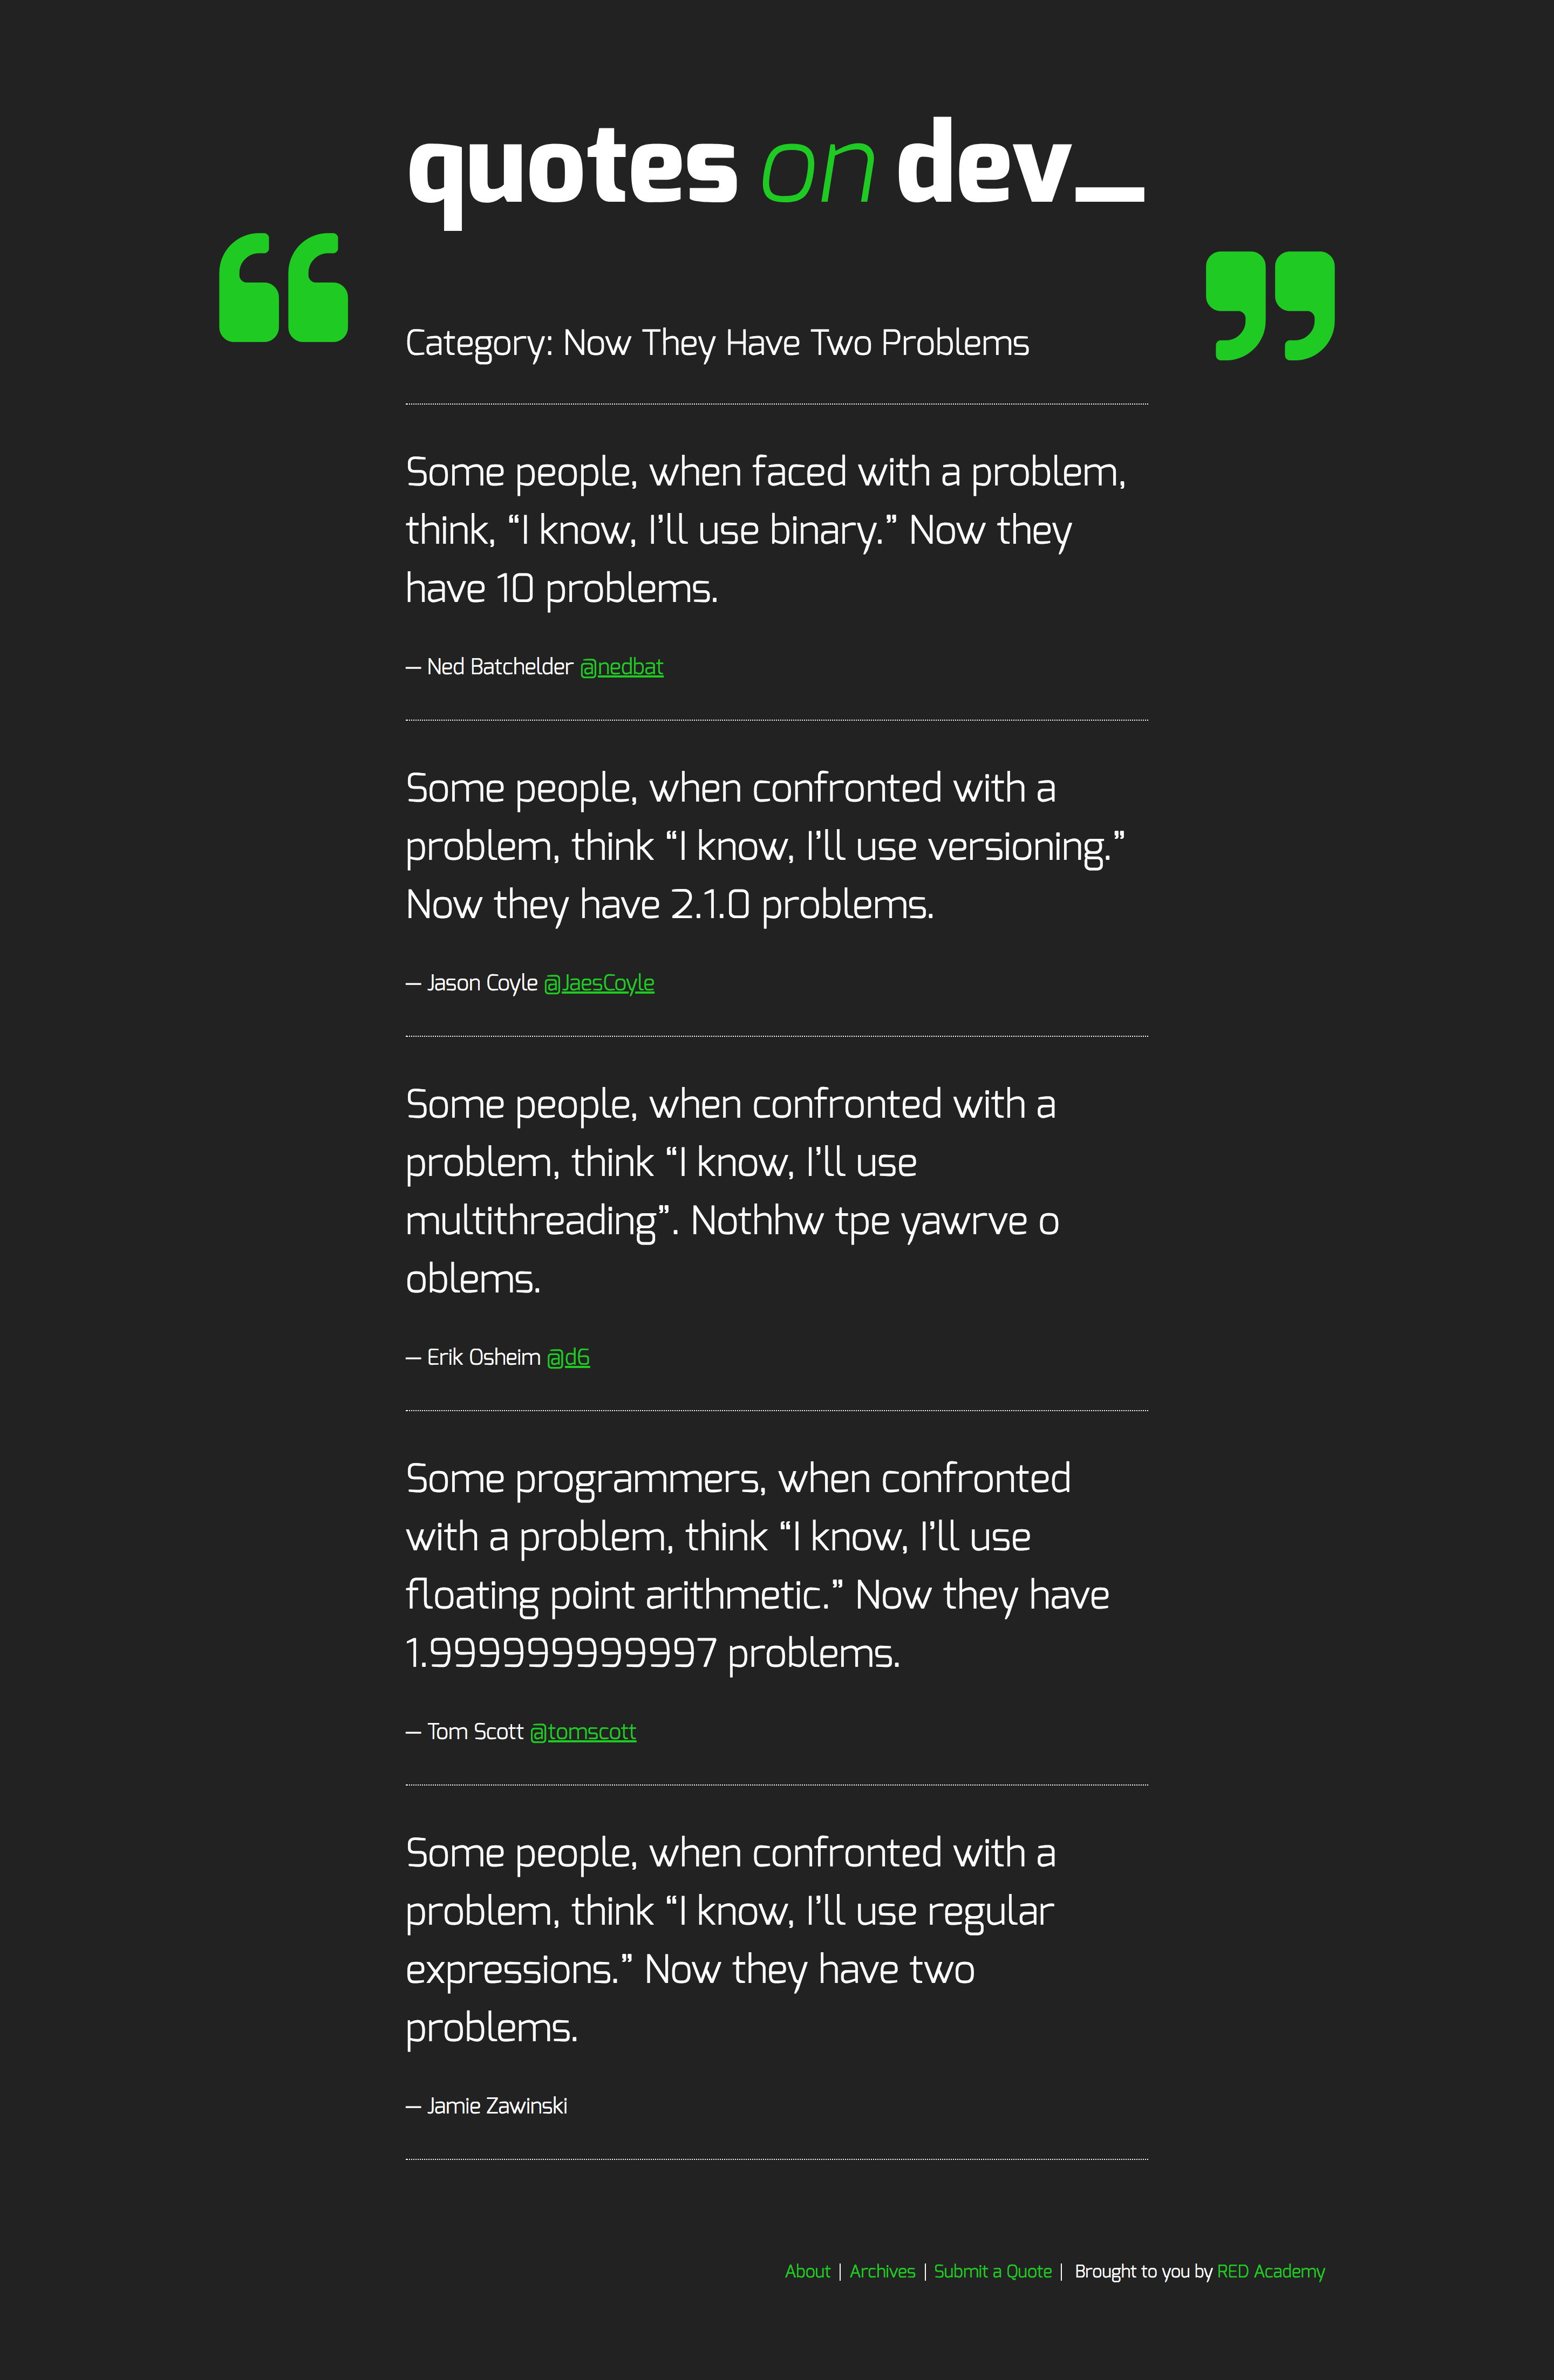 quotes on dev_
Category: Now They Have Two Problems
Some people, when faced with a problem,
think, “I know, I’ll use binary.” Now they
have 10 problems.
— Ned Batchelder @nedbat
Some people, when confronted with a
problem, think “I know, I’ll use versioning.”
Now they have 2.1.0 problems.
— Jason Coyle @JaesCoyle
Some people, when confronted with a
problem, think “I know, I’ll use
multithreading”. Nothhw tpe yawrve o
oblems.
— Erik Osheim @d6
Some programmers, when confronted
with a problem, think “I know, I’ll use
floating point arithmetic.” Now they have
1.999999999997 problems.
— Tom Scott @tomscott
Some people, when confronted with a
problem, think “I know, I’ll use regular
expressions.” Now they have two
problems.
— Jamie Zawinski
About | Archives | Submit a Quote | Brought to you by RED Academy